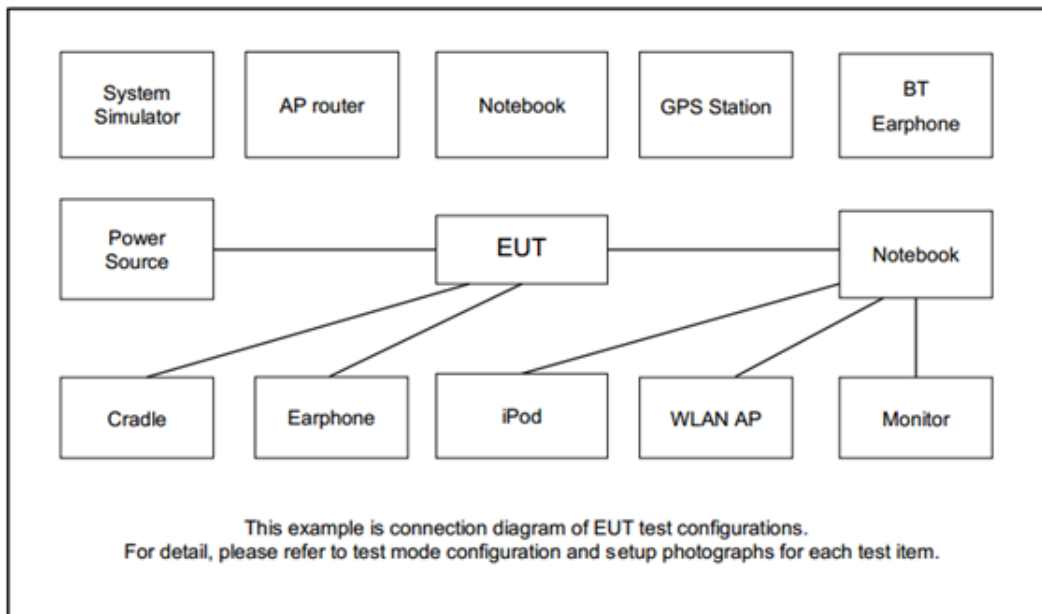 System
Simulator
AP router
Notebook
GPS Station
BT
Earphone
Power
Source
EUT
Notebook
Cradle
Earphone
iPod
WLAN AP
Monitor
This example is connection diagram of EUT test configurations.
For detail, please refer to test mode configuration and setup photographs for each test item.